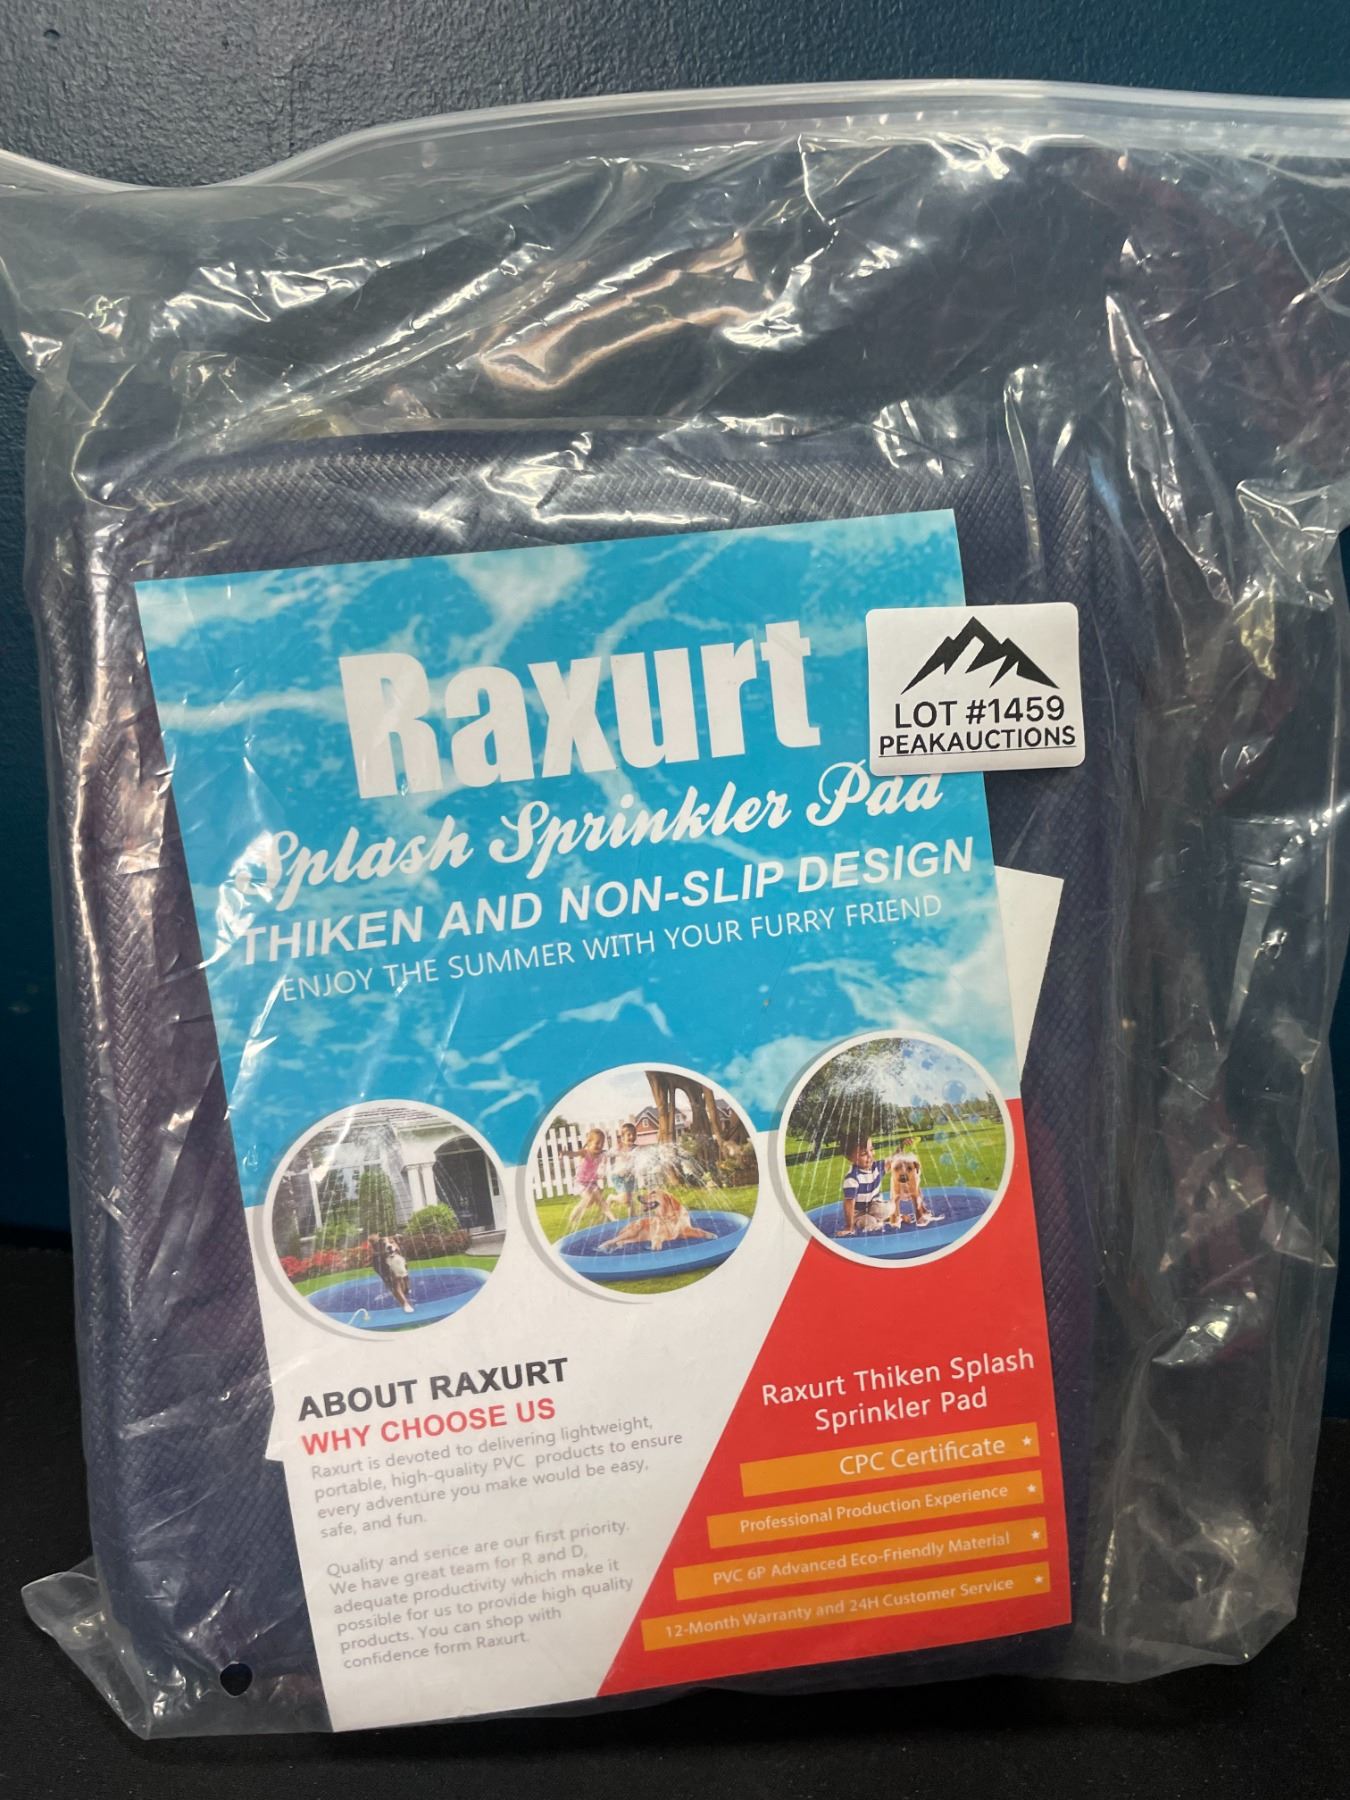 Raxurt
LOT #1459
PEAKAUCTIONS
Splash Sprinkler Pad
THIKEN AND NON-SLIP DESIGN
ENJOY THE SUMMER WITH YOUR FURRY FRIEND
ABOUT RAXURT
WHY CHOOSE US
Raxurt is devoted to delivering lightweight,
portable, high-quality PVC products to ensure
every adventure you make would be easy,
safe, and fun.
Quality and serice are our first priority.
We have great team for R and D,
adequate productivity which make it
possible for us to provide high quality
products. You can shop with
confidence form Raxurt.
Raxurt Thiken Splash
Sprinkler Pad
CPC Certificate ★
Professional Production Experience ★
PVC 6P Advanced Eco-Friendly Material ★
12-Month Warranty and 24H Customer Service ★